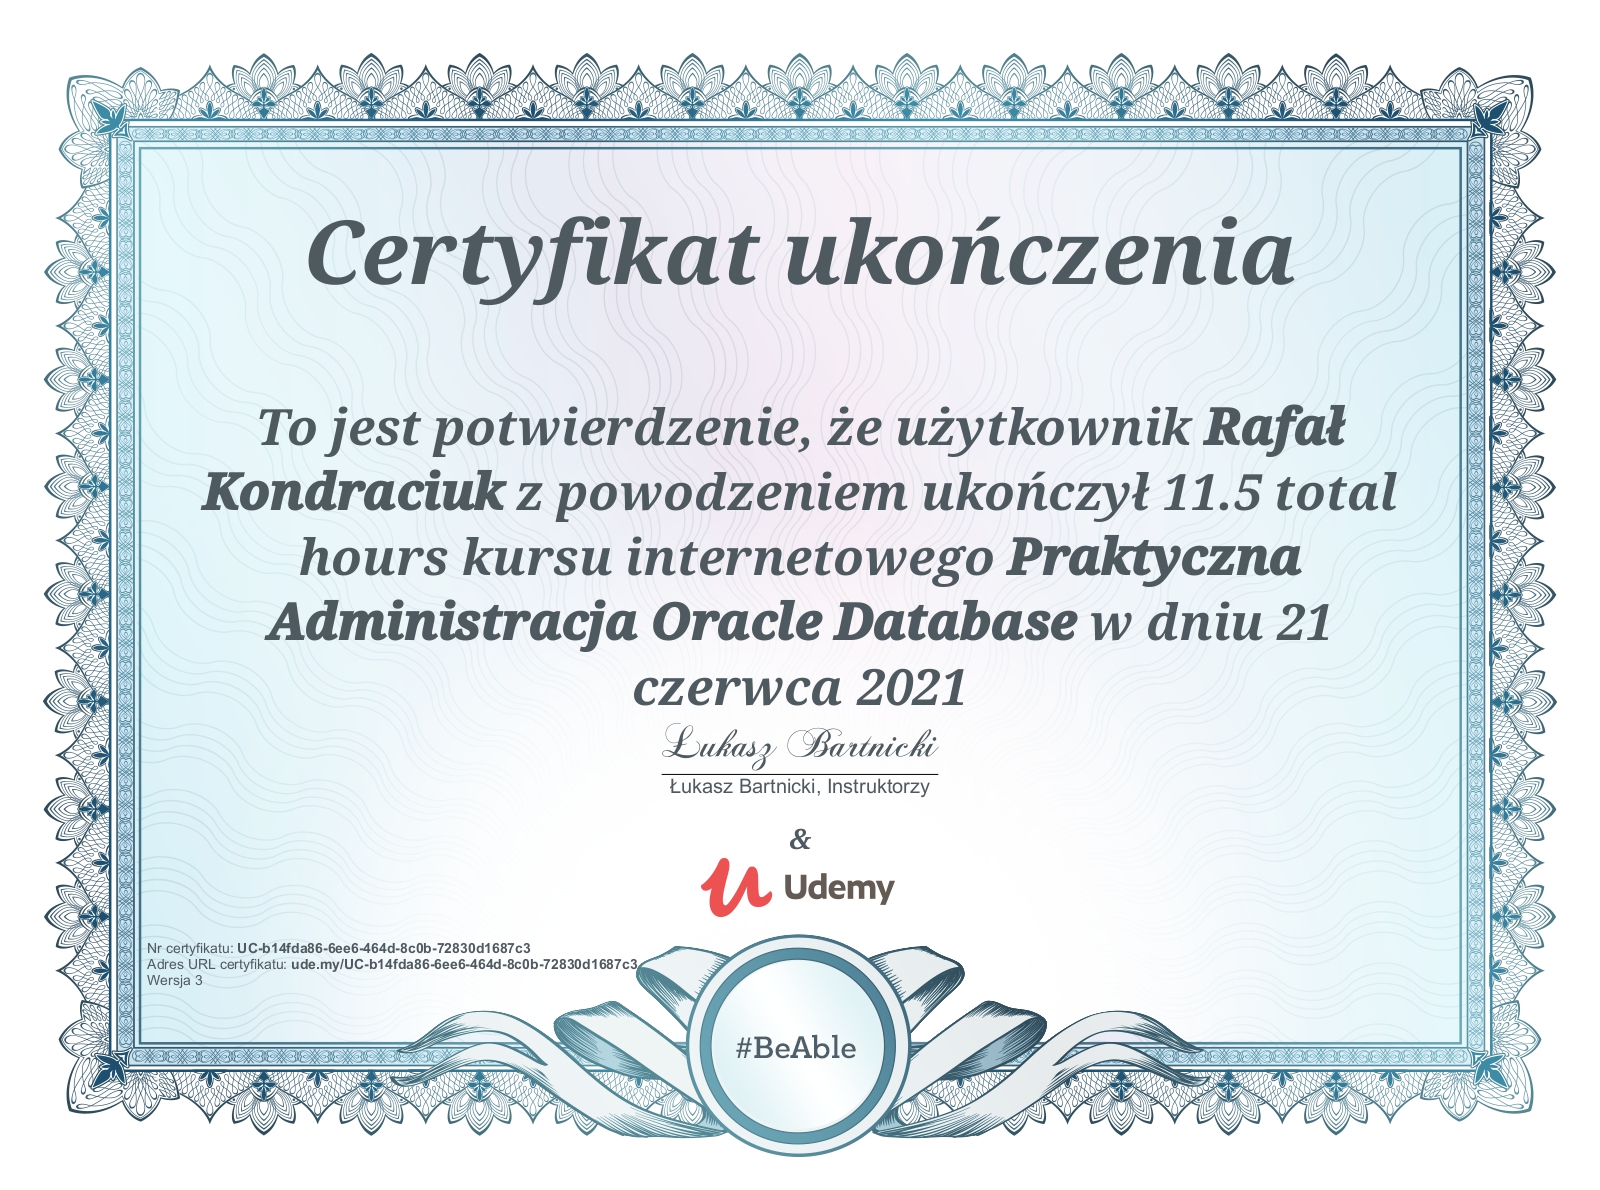 Certyfikat ukończenia
To jest potwierdzenie, że użytkownik Rafał
Kondraciuk z powodzeniem ukończył 11.5 total
hours kursu internetowego Praktyczna
Administracja Oracle Database w dniu 21
czerwca 2021
Łukasz Bartnicki
Łukasz Bartnicki, Instruktorzy
&
Udemy
Nr certyfikatu: UC-b14fda86-6ee6-464d-8c0b-72830d1687c3
Adres URL certyfikatu: ude.my/UC-b14fda86-6ee6-464d-8c0b-72830d1687c3
Wersja 3
#BeAble